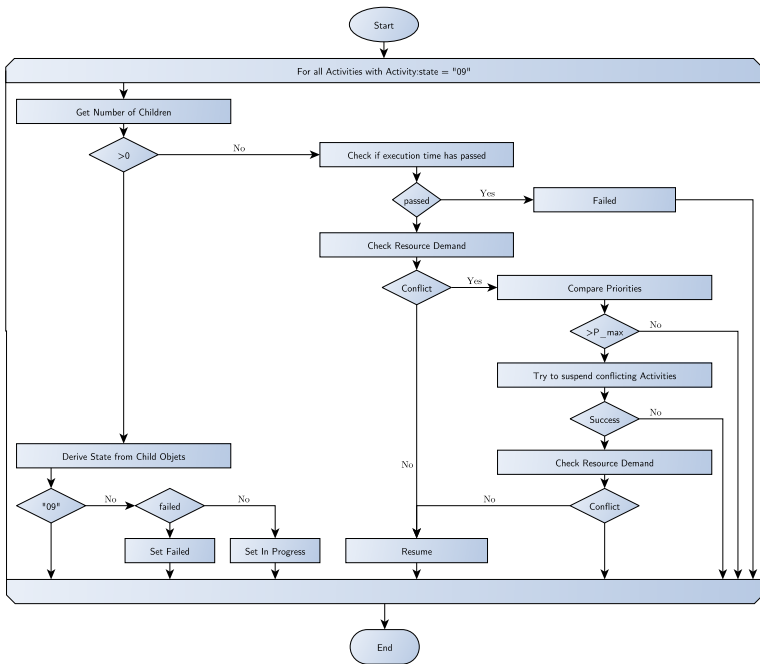 Start
For all Activities with Activity:state = "09"
Get Number of Children
>0
No
Check if execution time has passed
passed
Yes
Failed
Check Resource Demand
Conflict
Yes
Compare Priorities
>P_max
No
Try to suspend conflicting Activities
Success
No
Derive State from Child Objets
No
Check Resource Demand
"09"
No
failed
No
No
Conflict
Set Failed
Set In Progress
Resume
End